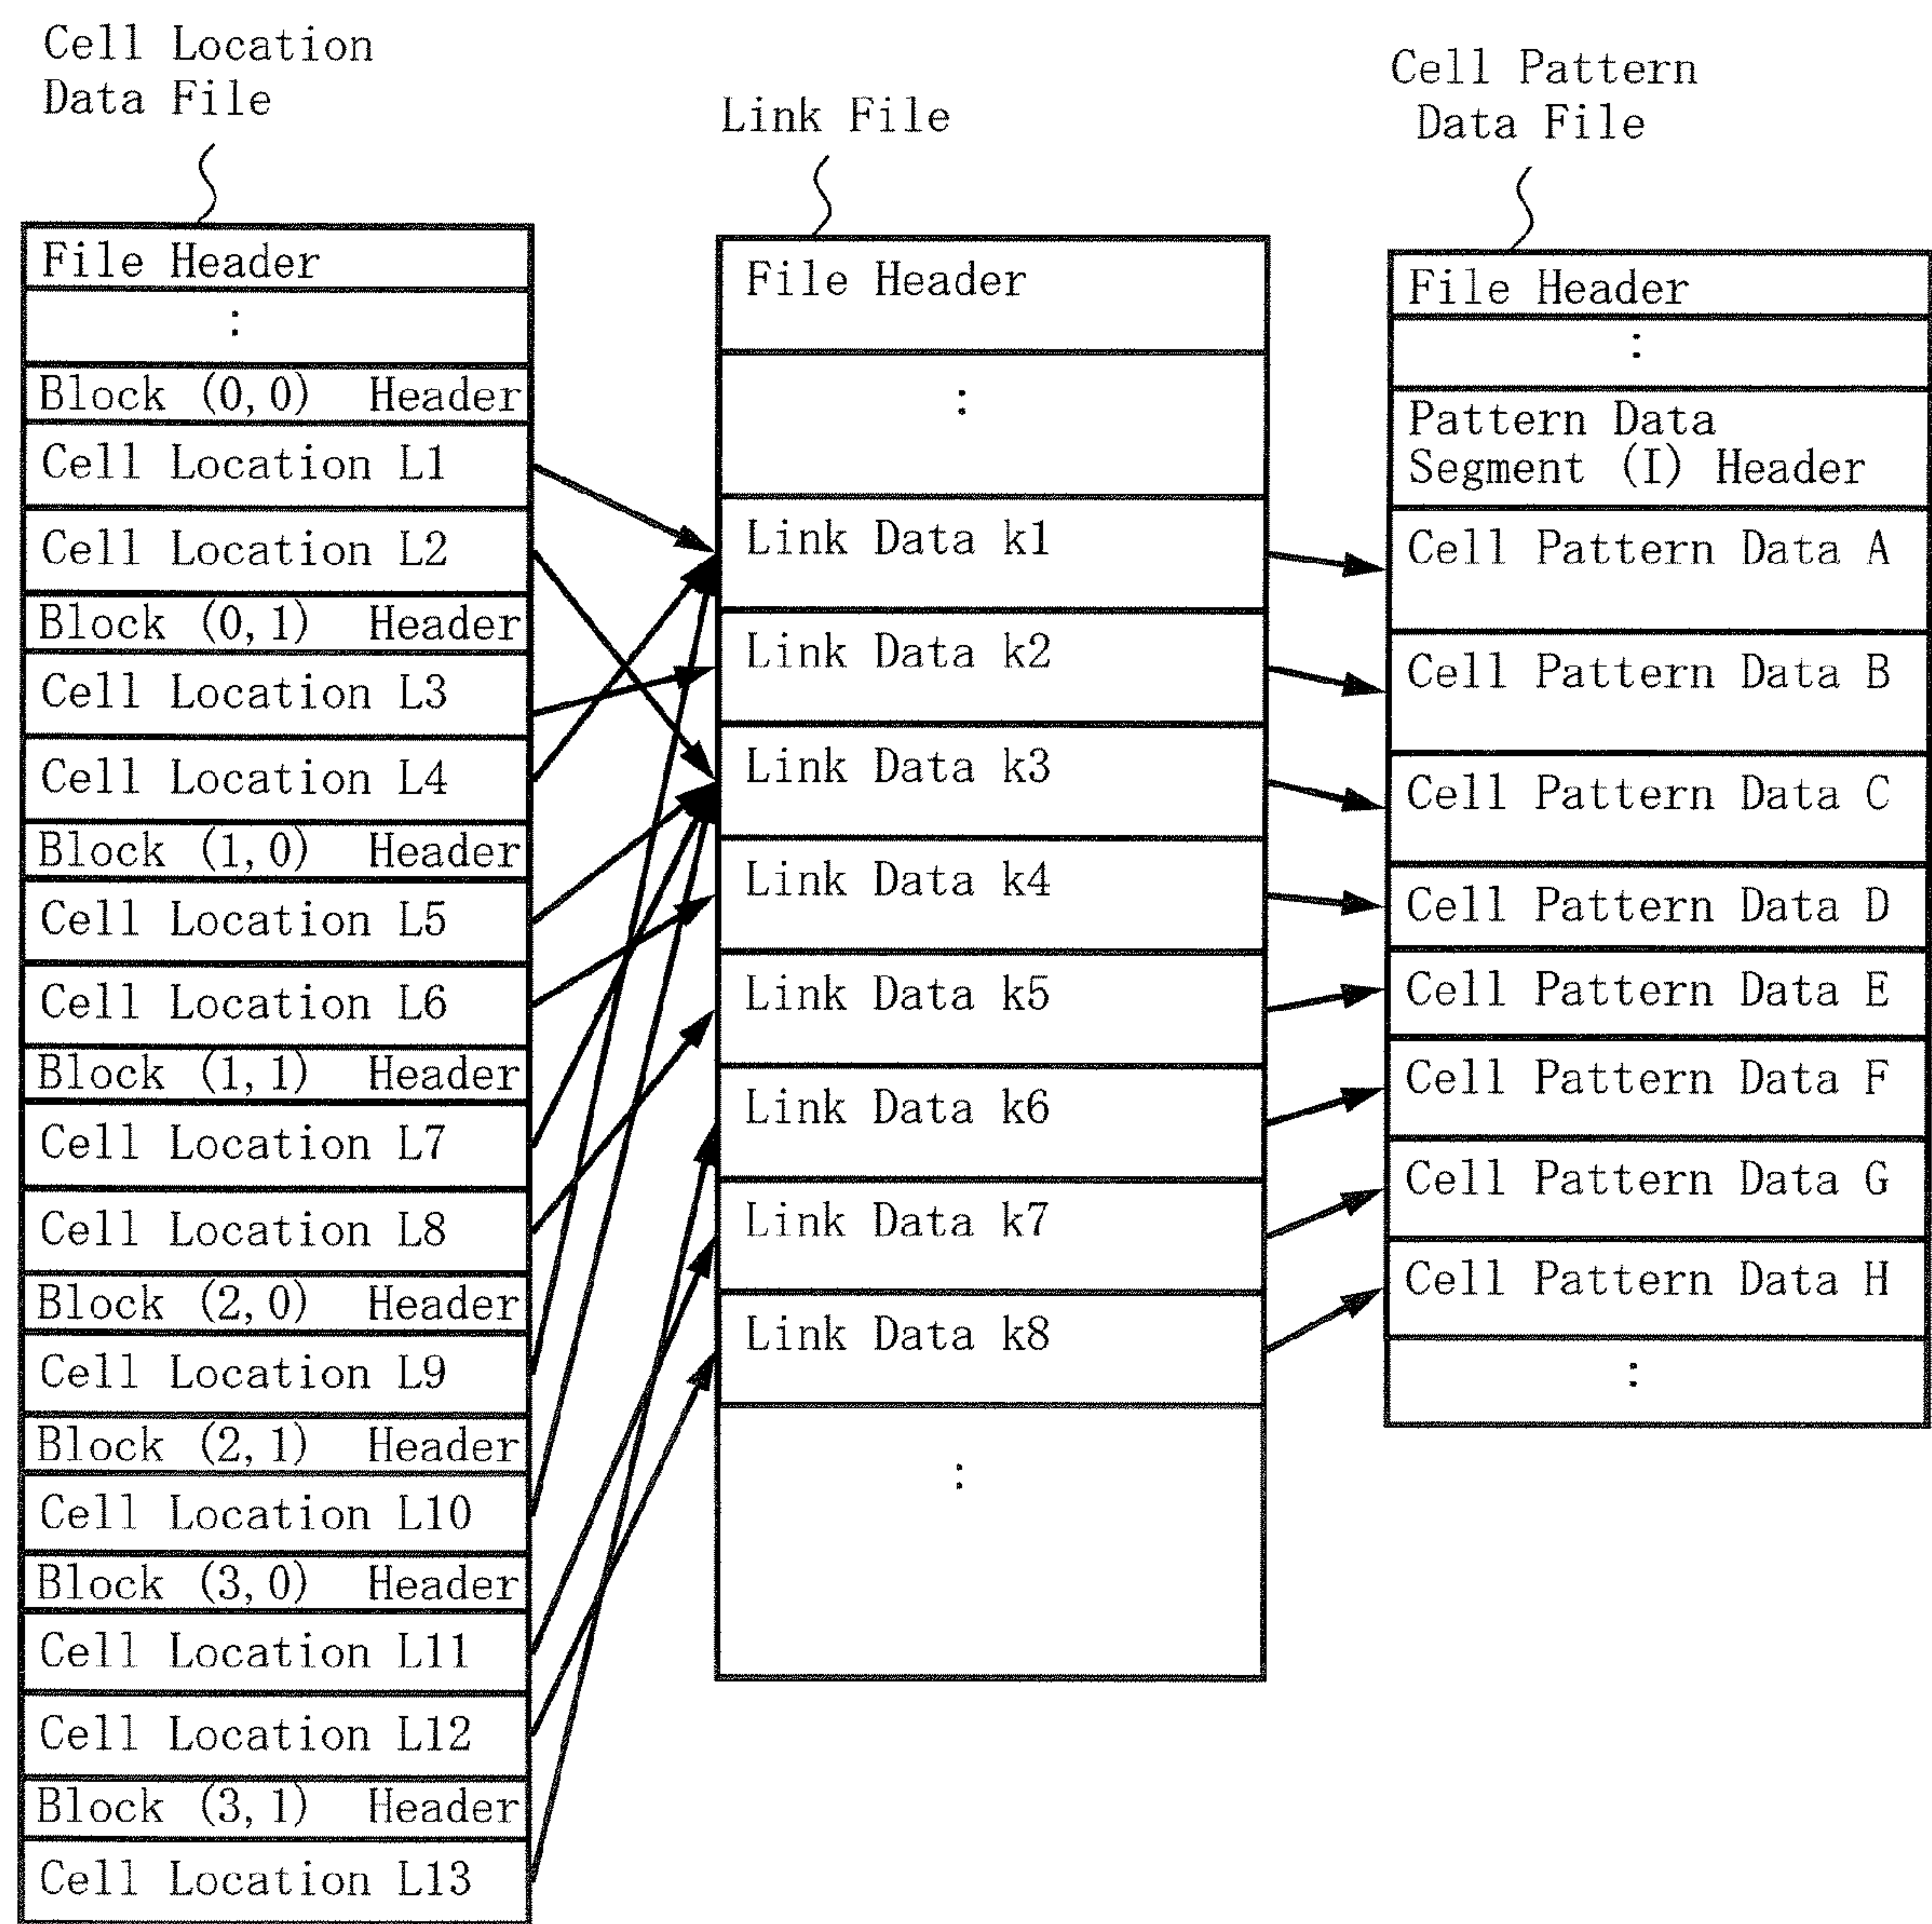 Cell Location
Data File
File Header
:
Block (0,0) Header
Cell Location L1
Cell Location L2
Block (0,1) Header
Cell Location L3
Cell Location L4
Block (1,0) Header
Cell Location L5
Cell Location L6
Block (1,1) Header
Cell Location L7
Cell Location L8
Block (2,0) Header
Cell Location L9
Block (2,1) Header
Cell Location L10
Block (3,0) Header
Cell Location L11
Cell Location L12
Block (3,1) Header
Cell Location L13
Link File
File Header
:
Link Data k1
Link Data k2
Link Data k3
Link Data k4
Link Data k5
Link Data k6
Link Data k7
Link Data k8
:
Cell Pattern
Data File
File Header
:
Pattern Data
Segment (I) Header
Cell Pattern Data A
Cell Pattern Data B
Cell Pattern Data C
Cell Pattern Data D
Cell Pattern Data E
Cell Pattern Data F
Cell Pattern Data G
Cell Pattern Data H
: